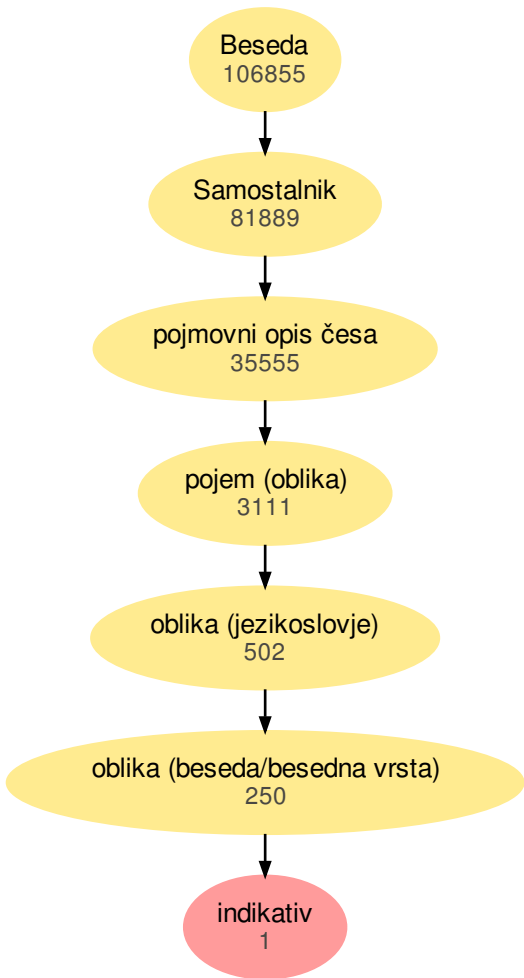 Beseda
106855
Samostalnik
81889
pojmovni opis česa
35555
pojem (oblika)
3111
oblika (jezikoslovje)
502
oblika (beseda/besedna vrsta)
250
indikativ
1